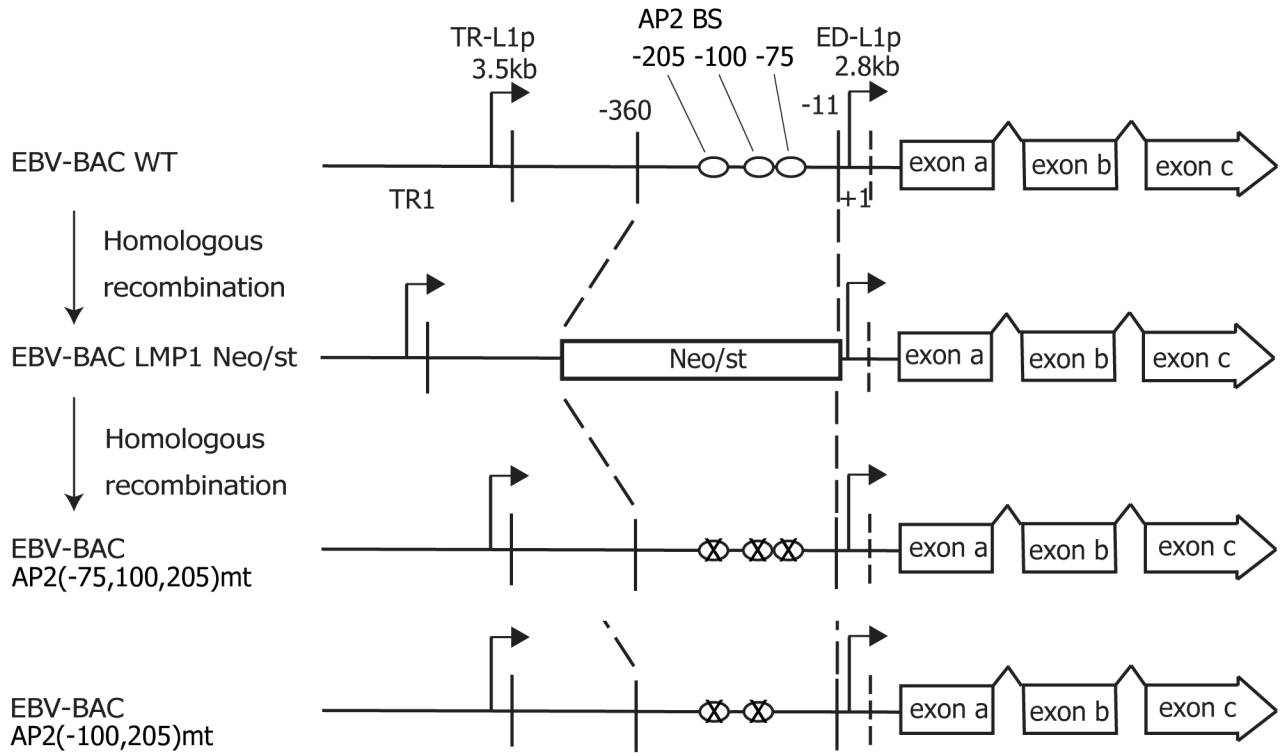 AP2 BS
TR-L1p
3.5kb
-205 -100 -75
ED-L1p
2.8kb
-360
-11
EBV-BAC WT
exon a
exon b
exon c
TR1
+1
Homologous
recombination
EBV-BAC LMP1 Neo/st
Neo/st
exon a
exon b
exon c
Homologous
recombination
EBV-BAC
AP2(-75,100,205)mt
X X X
exon a
exon b
exon c
EBV-BAC
AP2(-100,205)mt
X X
exon a
exon b
exon c